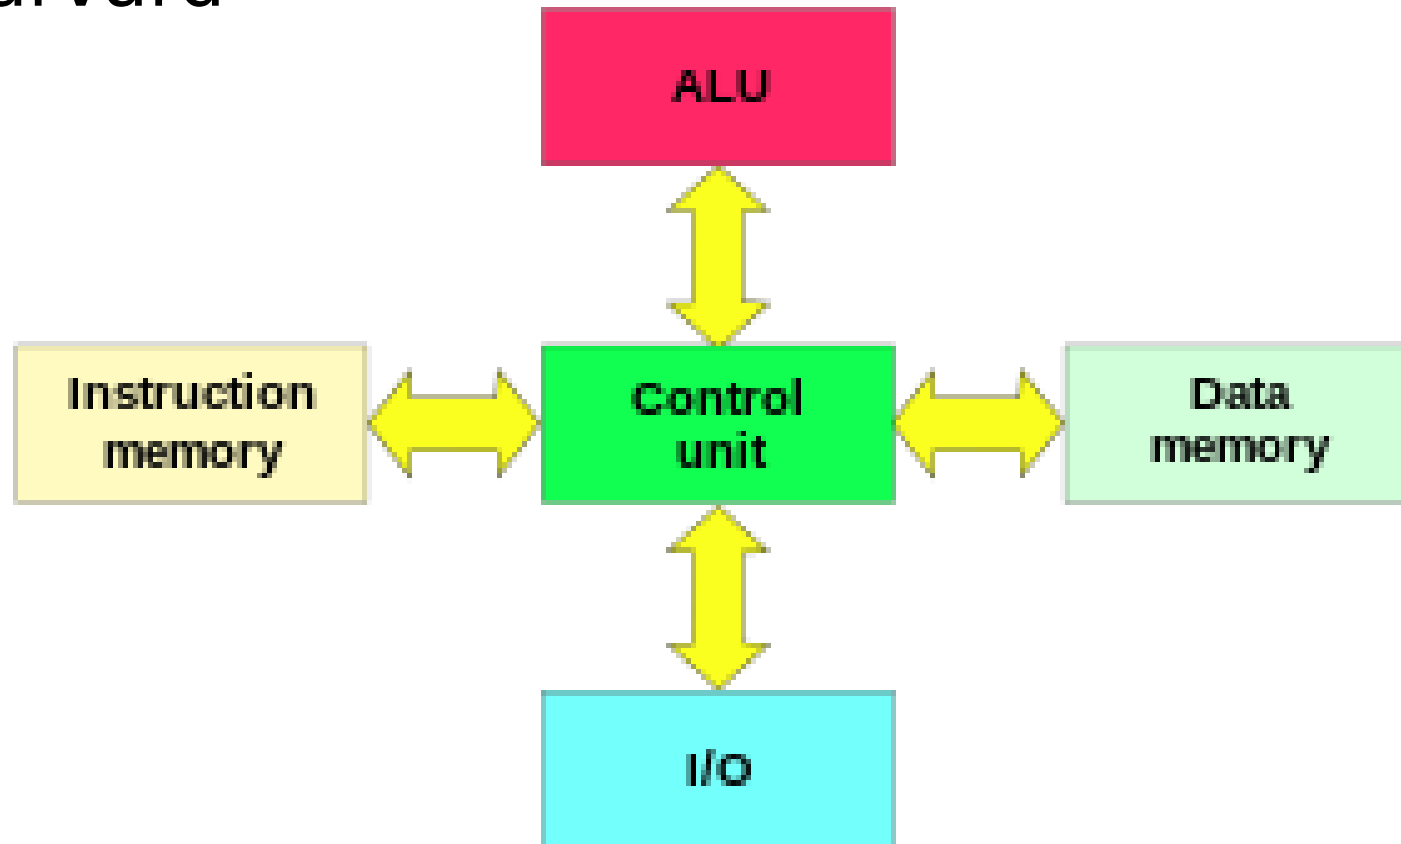 ALU
Instruction
memory
Control
unit
Data
memory
I/O